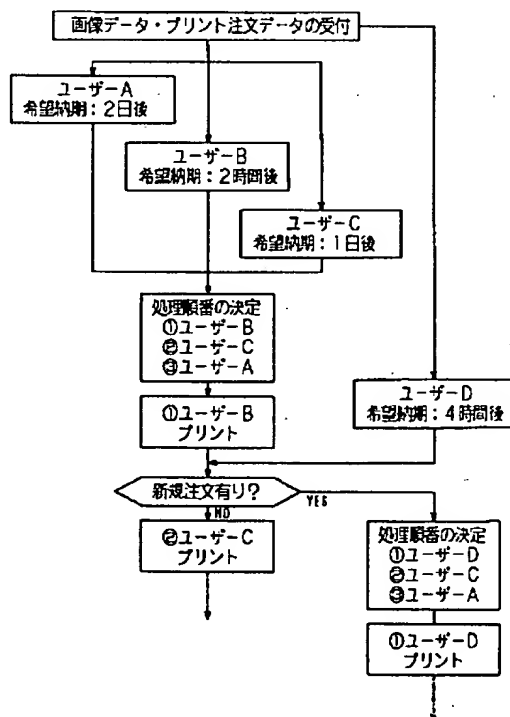 画像データ・プリント注文データの受付
ユーザーA
希望納期：2日後
ユーザーB
希望納期：2時間後
ユーザーC
希望納期：1日後
処理順番の決定
①ユーザーB
②ユーザーC
③ユーザーA
ユーザーD
希望納期：4時間後
①ユーザーB
プリント
新規注文有り？
YES
NO
②ユーザーC
プリント
処理順番の決定
①ユーザーD
②ユーザーC
③ユーザーA
①ユーザーD
プリント